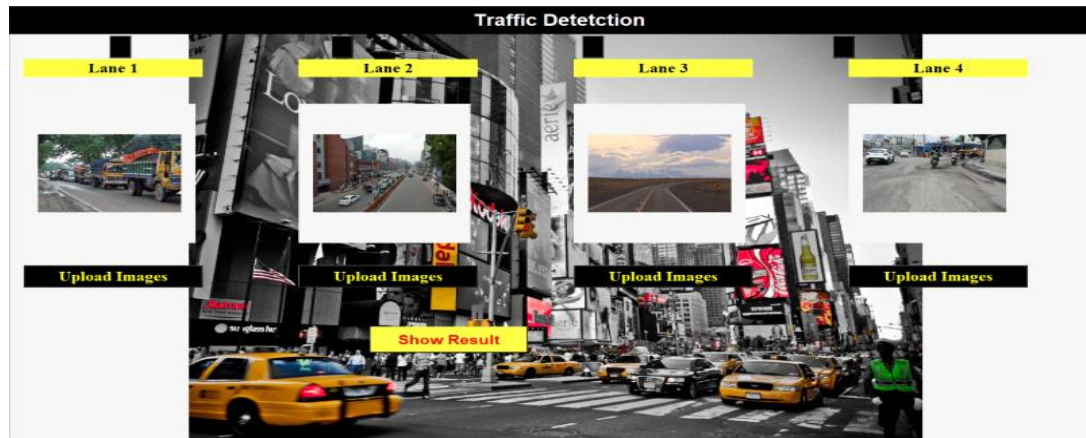 Traffic Detetction
Lane 1
Lane 2
Lane 3
Lane 4
aerie
Upload Images
Upload Images
Upload Images
Upload Images
Show Result